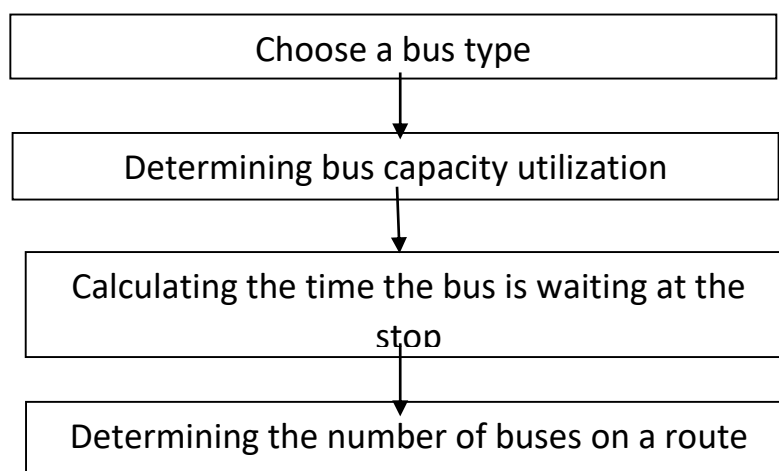 Choose a bus type
Determining bus capacity utilization
Calculating the time the bus is waiting at the
stop
Determining the number of buses on a route